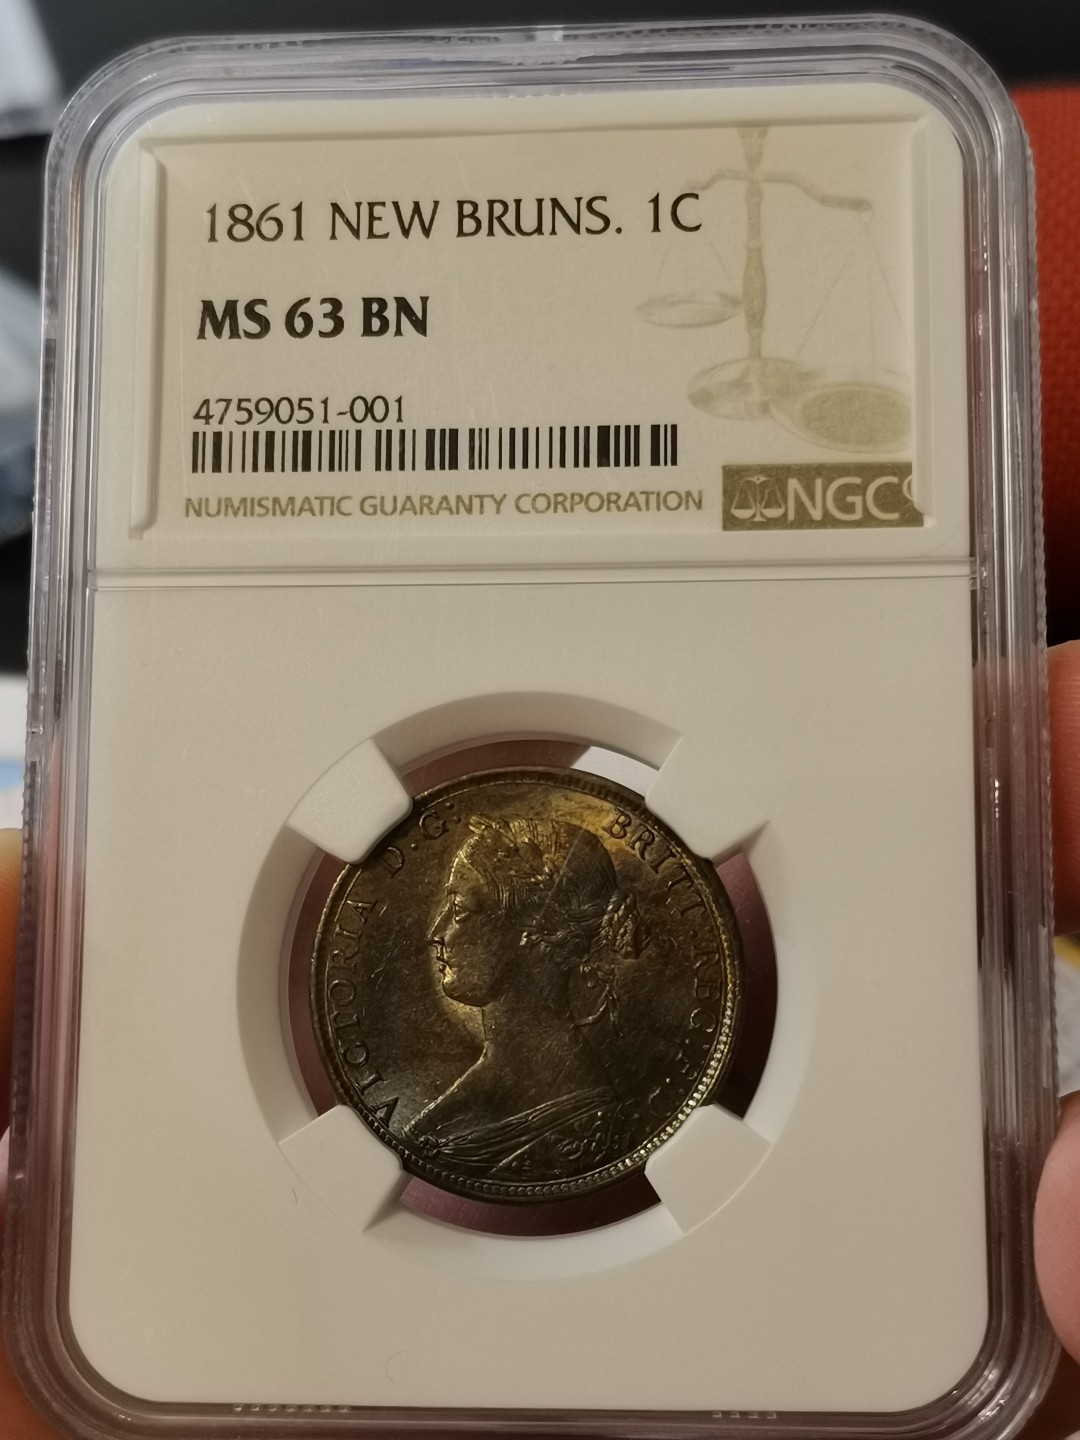 1861 NEW BRUNS. 1C
MS 63 BN
4759051-001
NUMISMATIC GUARANTY CORPORATION
NGC
VICTORIA D.G: BRITT.REG:F.D.